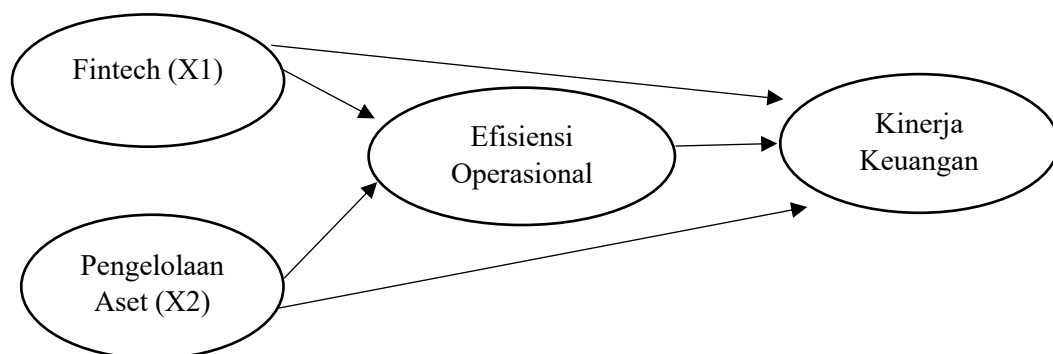 Fintech (X1)
Efisiensi
Operasional
Kinerja
Keuangan
Pengelolaan
Aset (X2)